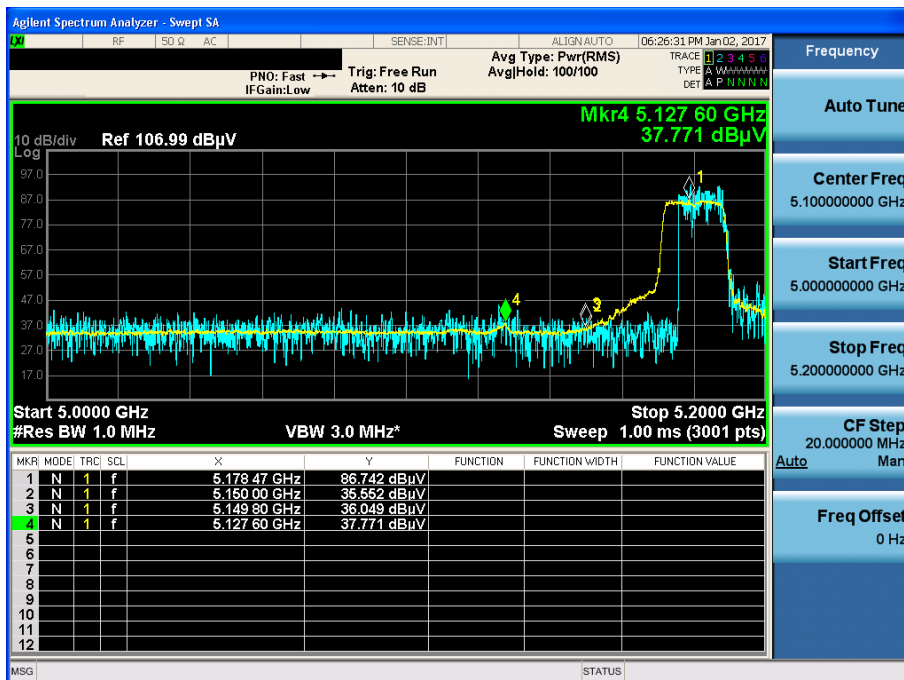 Agilent Spectrum Analyzer - Swept SA
LXI RF 50 Ω AC SENSE:INT ALIGN AUTO 06:26:31 PM Jan 02, 2017
PNO: Fast Trig: Free Run Avg Type: Pwr(RMS) TRACE 1 2 3 4 5 6
IFGain:Low Atten: 10 dB Avg|Hold: 100/100 TYPE A WWWWW
DET A P N N N N
Mkr4 5.127 60 GHz
37.771 dBµV
10 dB/div Ref 106.99 dBµV
Log
97.0
87.0
77.0
67.0
57.0
47.0
37.0
27.0
17.0
1
4
Start 5.0000 GHz Stop 5.2000 GHz
#Res BW 1.0 MHz VBW 3.0 MHz* Sweep 1.00 ms (3001 pts)
MKR MODE TRC SCL X Y FUNCTION FUNCTION WIDTH FUNCTION VALUE
1 N 1 f 5.178 47 GHz 86.742 dBµV
2 N 1 f 5.150 00 GHz 35.552 dBµV
3 N 1 f 5.149 80 GHz 36.049 dBµV
4 N 1 f 5.127 60 GHz 37.771 dBµV
5
6
7
8
9
10
11
12
MSG STATUS
Frequency
Auto Tune
Center Freq
5.100000000 GHz
Start Freq
5.000000000 GHz
Stop Freq
5.200000000 GHz
CF Step
20.000000 MHz
Auto Man
Freq Offset
0 Hz